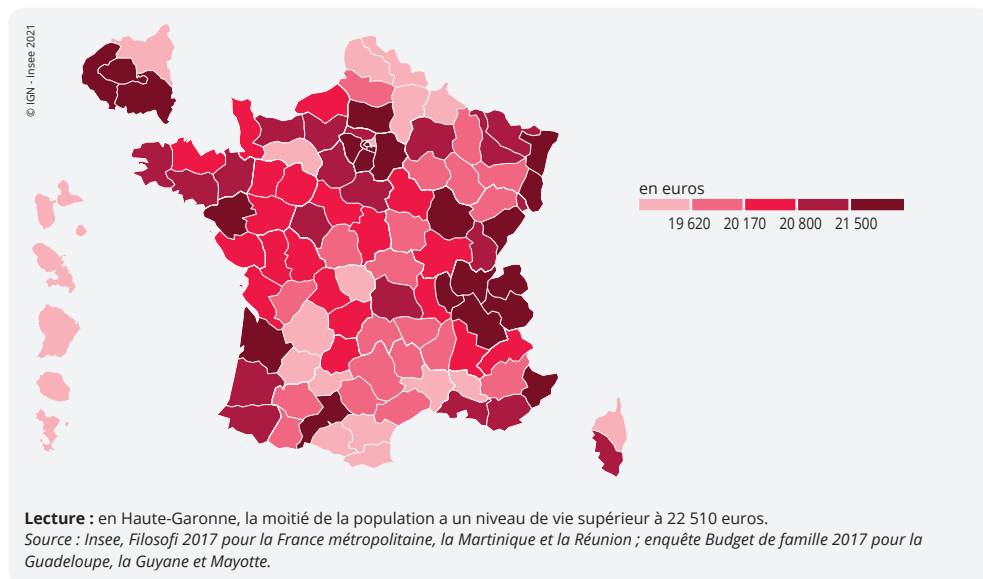 © IGN - Insee 2021
en euros
19 620 20 170 20 800 21 500
Lecture : en Haute-Garonne, la moitié de la population a un niveau de vie supérieur à 22 510 euros.
Source : Insee, Filosofi 2017 pour la France métropolitaine, la Martinique et la Réunion ; enquête Budget de famille 2017 pour la
Guadeloupe, la Guyane et Mayotte.